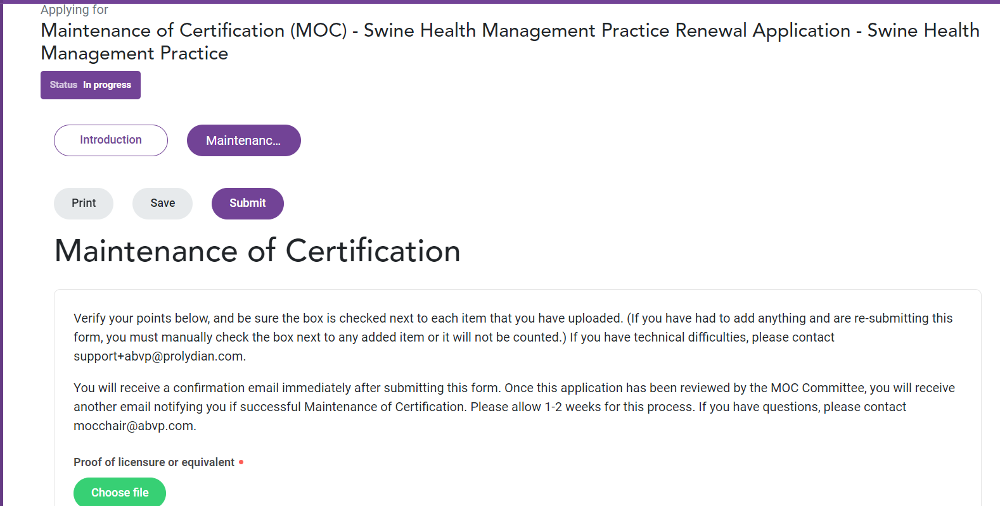 Applying for
Maintenance of Certification (MOC) - Swine Health Management Practice Renewal Application - Swine Health
Management Practice
Status In progress
Introduction
Maintenanc...
Print
Save
Submit
Maintenance of Certification
Verify your points below, and be sure the box is checked next to each item that you have uploaded. (If you have had to add anything and are re-submitting this
form, you must manually check the box next to any added item or it will not be counted.) If you have technical difficulties, please contact
support+abvp@prolydian.com.
You will receive a confirmation email immediately after submitting this form. Once this application has been reviewed by the MOC Committee, you will receive
another email notifying you if successful Maintenance of Certification. Please allow 1-2 weeks for this process. If you have questions, please contact
mocchair@abvp.com.
Proof of licensure or equivalent
Choose file